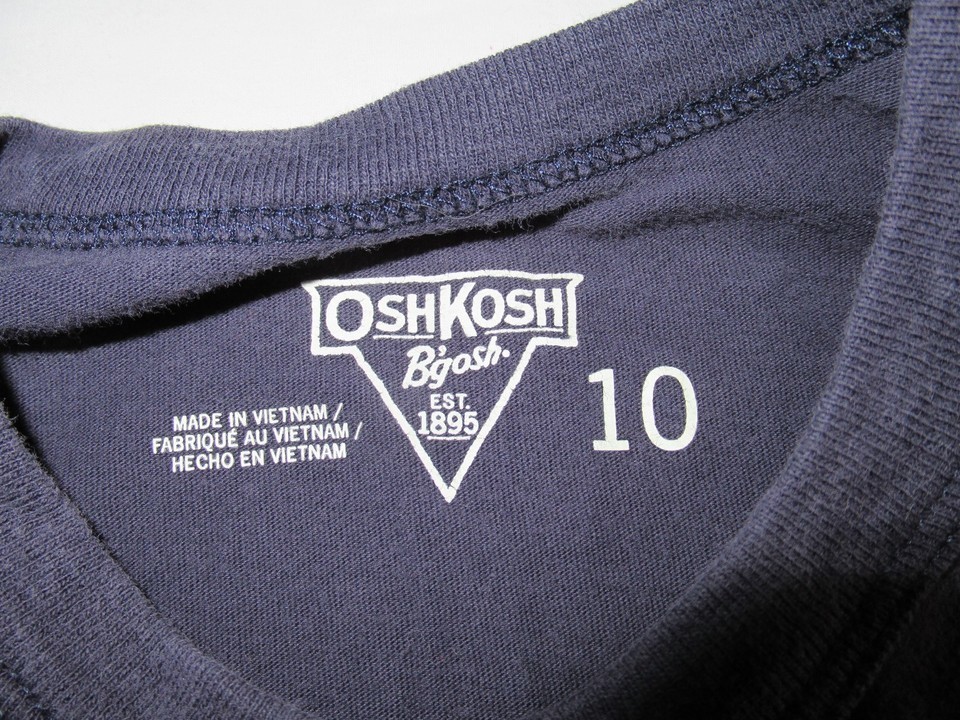 OSHKOSH
B'gosh.
EST.
1895
10
MADE IN VIETNAM /
FABRIQUÉ AU VIETNAM /
HECHO EN VIETNAM